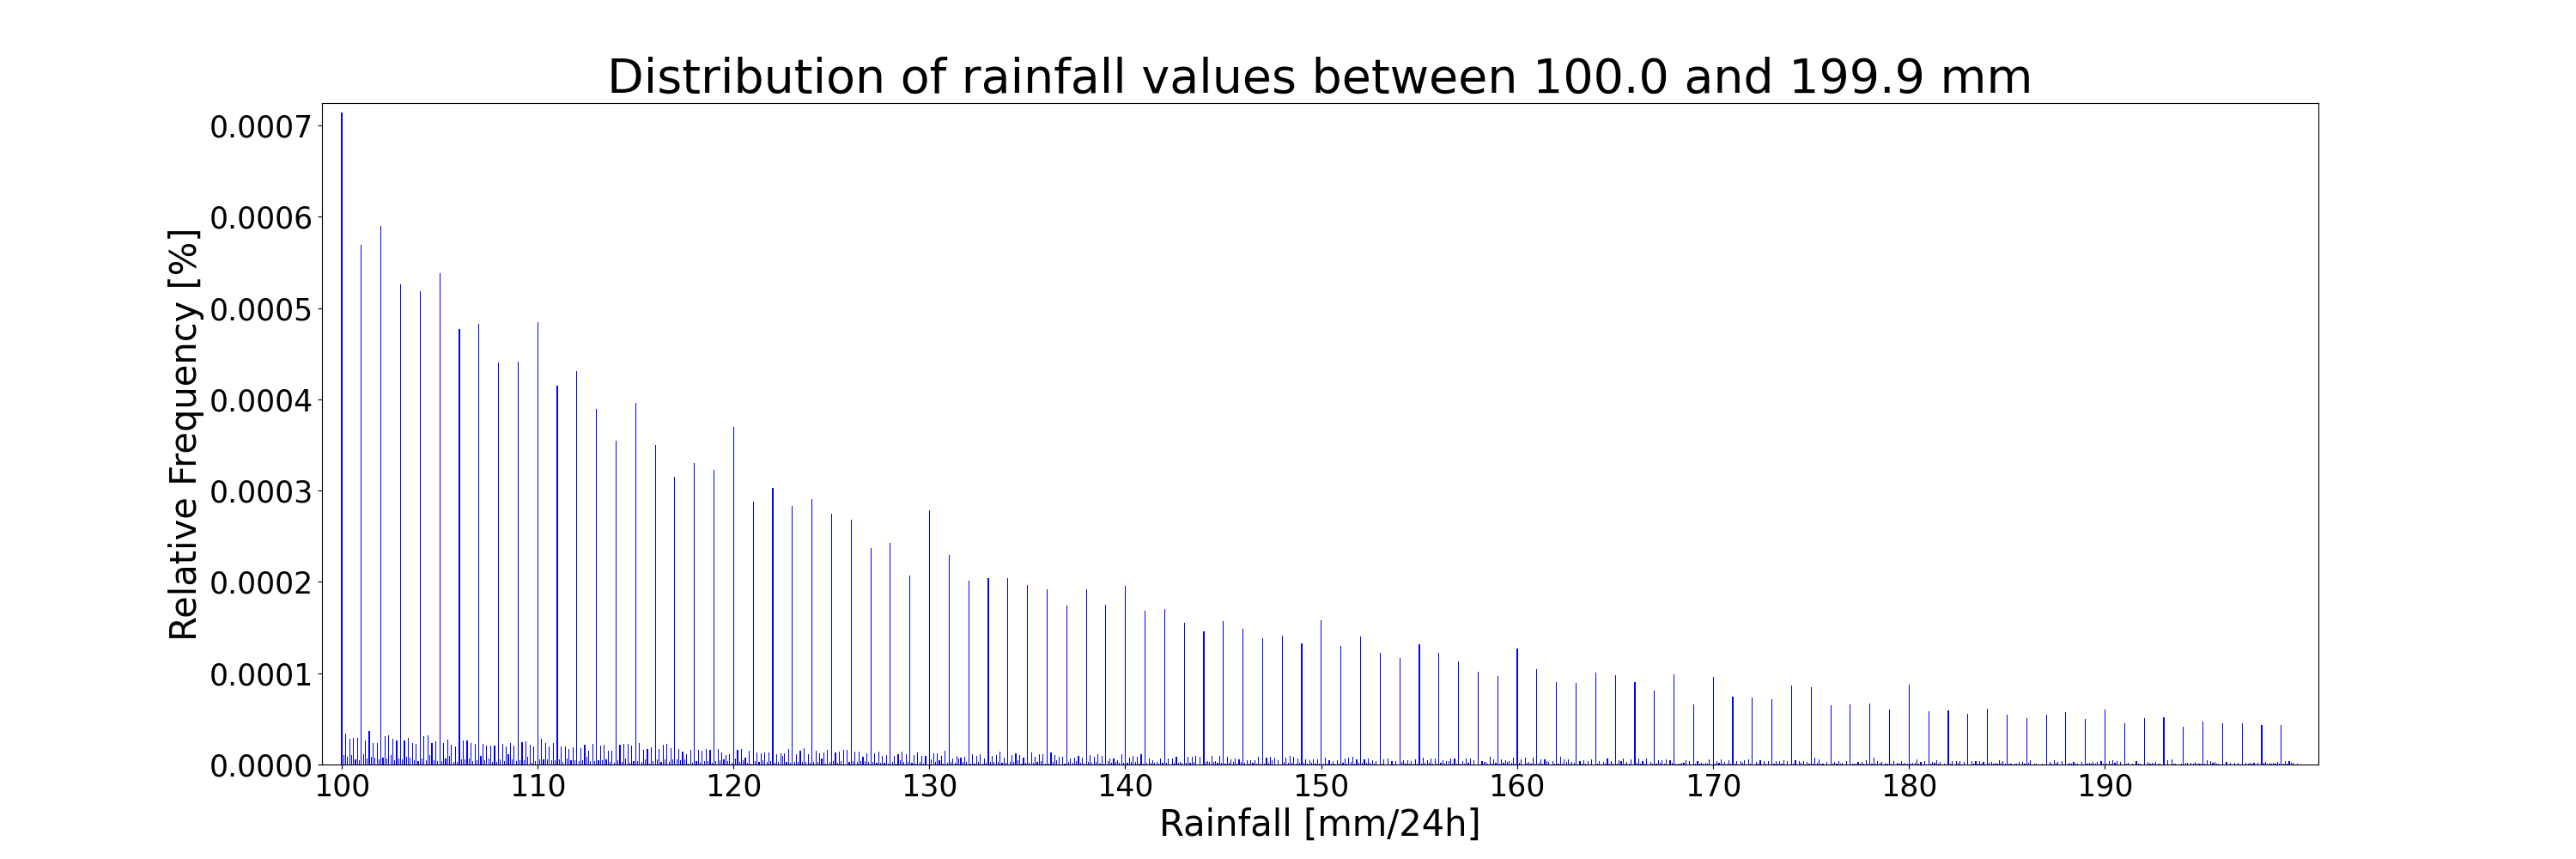 Distribution of rainfall values between 100.0 and 199.9 mm
Relative Frequency [%]
0.0007
0.0006
0.0005
0.0004
0.0003
0.0002
0.0001
0.0000
100 110 120 130 140 150 160 170 180 190
Rainfall [mm/24h]